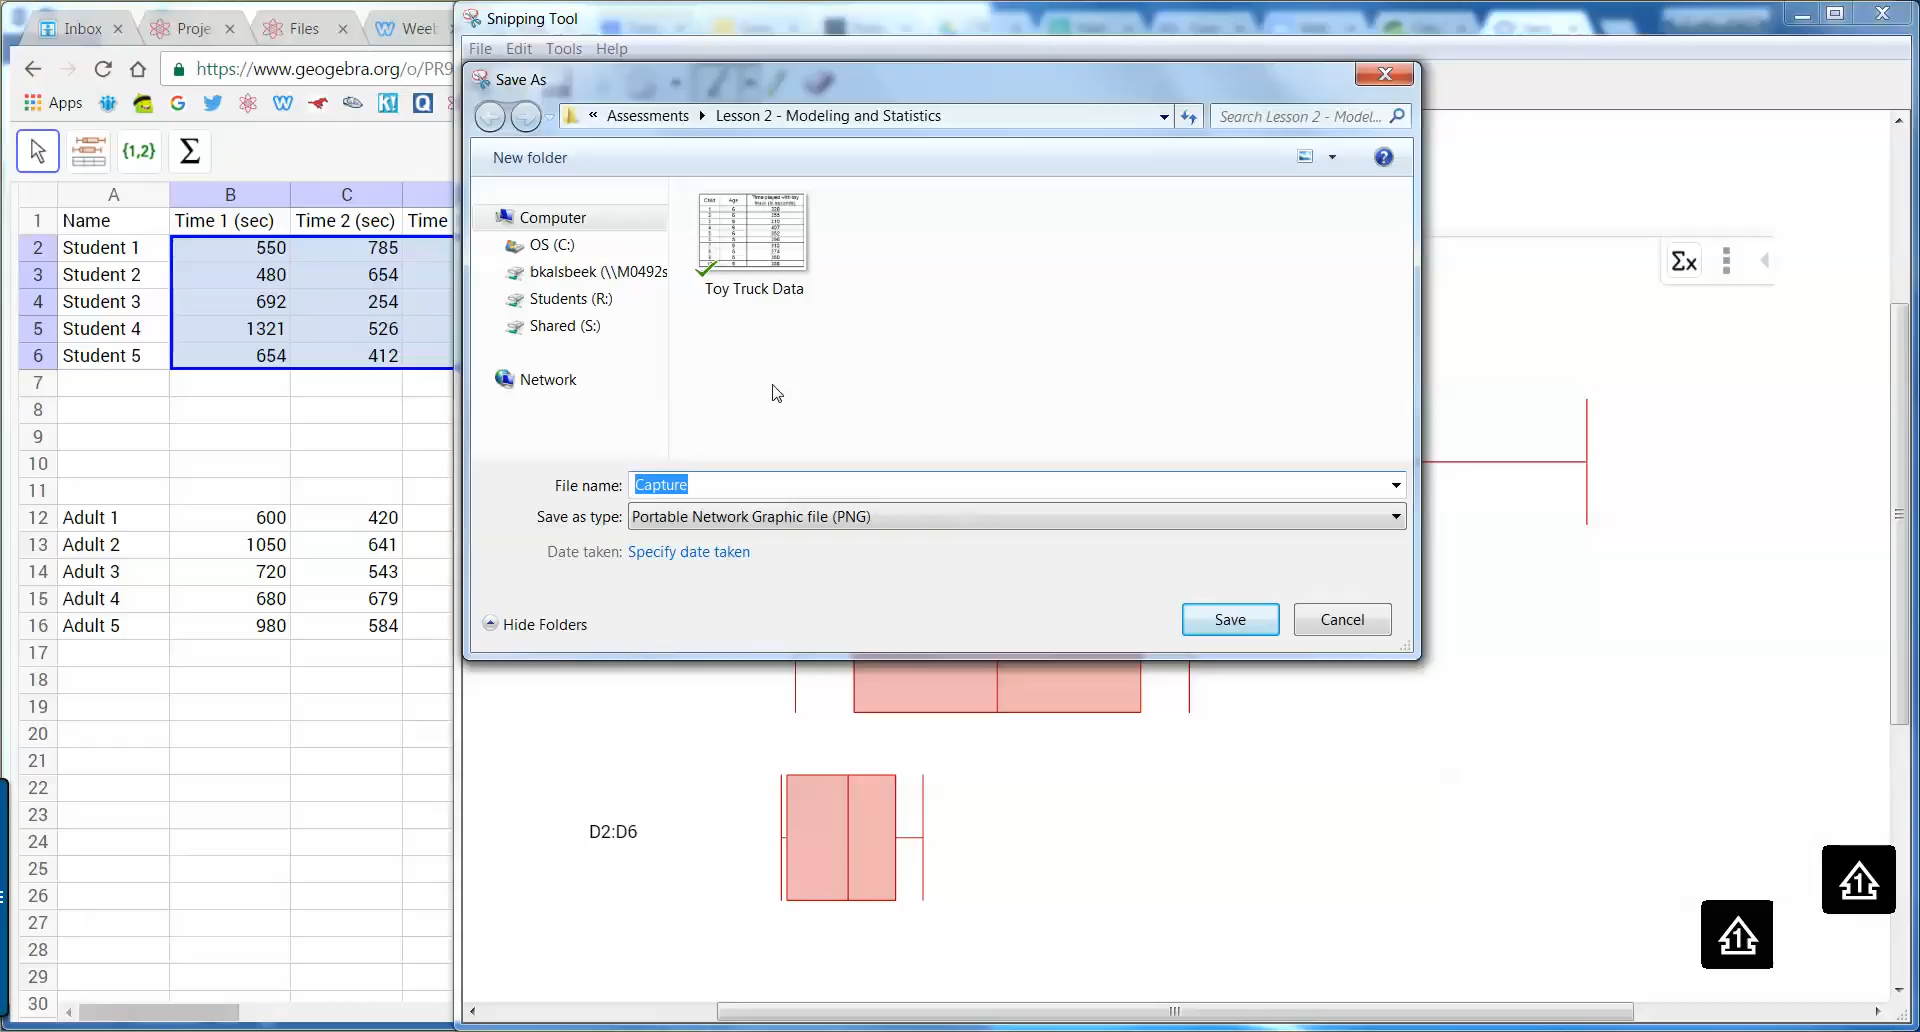 Snipping Tool
Inbox
Proje
Files
Weeb
File Edit Tools Help
https://www.geogebra.org/o/PR9
Save As
Apps
« Assessments Lesson 2 - Modeling and Statistics
Search Lesson 2 - Model...
New folder
{1,2}
Σ
Σx
A B C
1 Name Time 1 (sec) Time 2 (sec) Time
2 Student 1 550 785
3 Student 2 480 654
4 Student 3 692 254
5 Student 4 1321 526
6 Student 5 654 412
7
8
9
10
11
12 Adult 1 600 420
13 Adult 2 1050 641
14 Adult 3 720 543
15 Adult 4 680 679
16 Adult 5 980 584
17
18
19
20
21
22
23
24
25
26
27
28
29
30
Computer
OS (C:)
bkalsbeek (\\M0492s
Students (R:)
Shared (S:)
Network
Toy Truck Data
File name: Capture
Save as type: Portable Network Graphic file (PNG)
Date taken: Specify date taken
Hide Folders
Save
Cancel
D2:D6
1
1